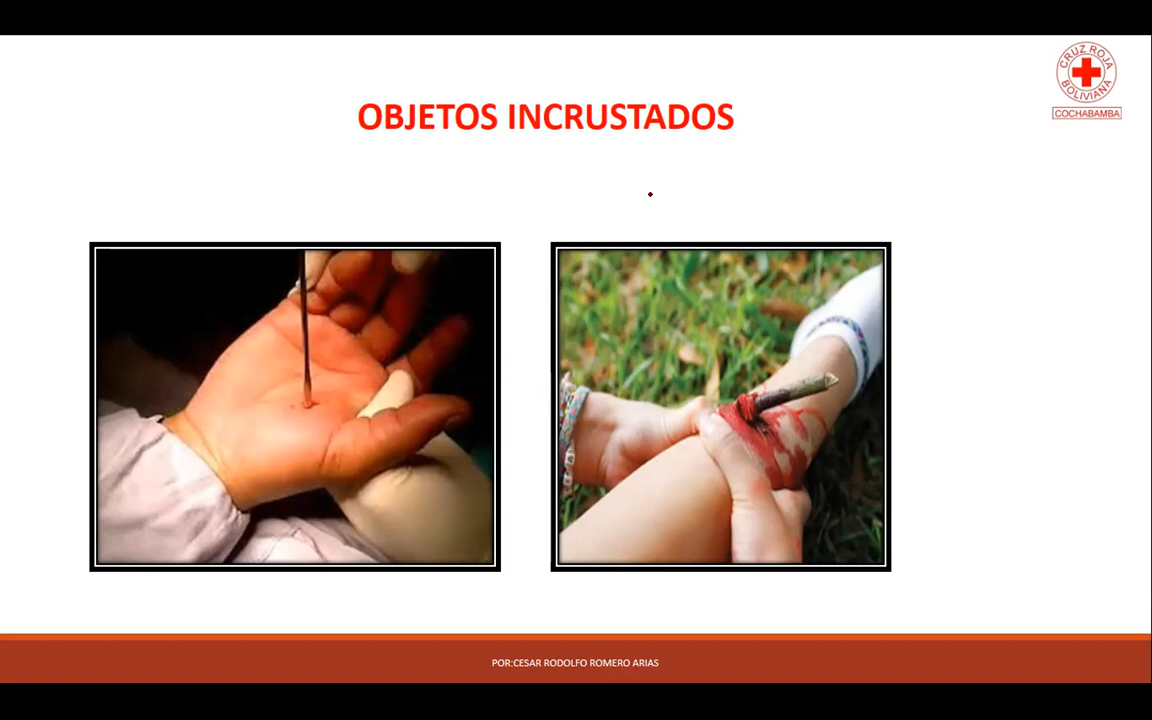 CRUZ ROJA
BOLIVIANA
COCHABAMBA
OBJETOS INCRUSTADOS
POR:CESAR RODOLFO ROMERO ARIAS